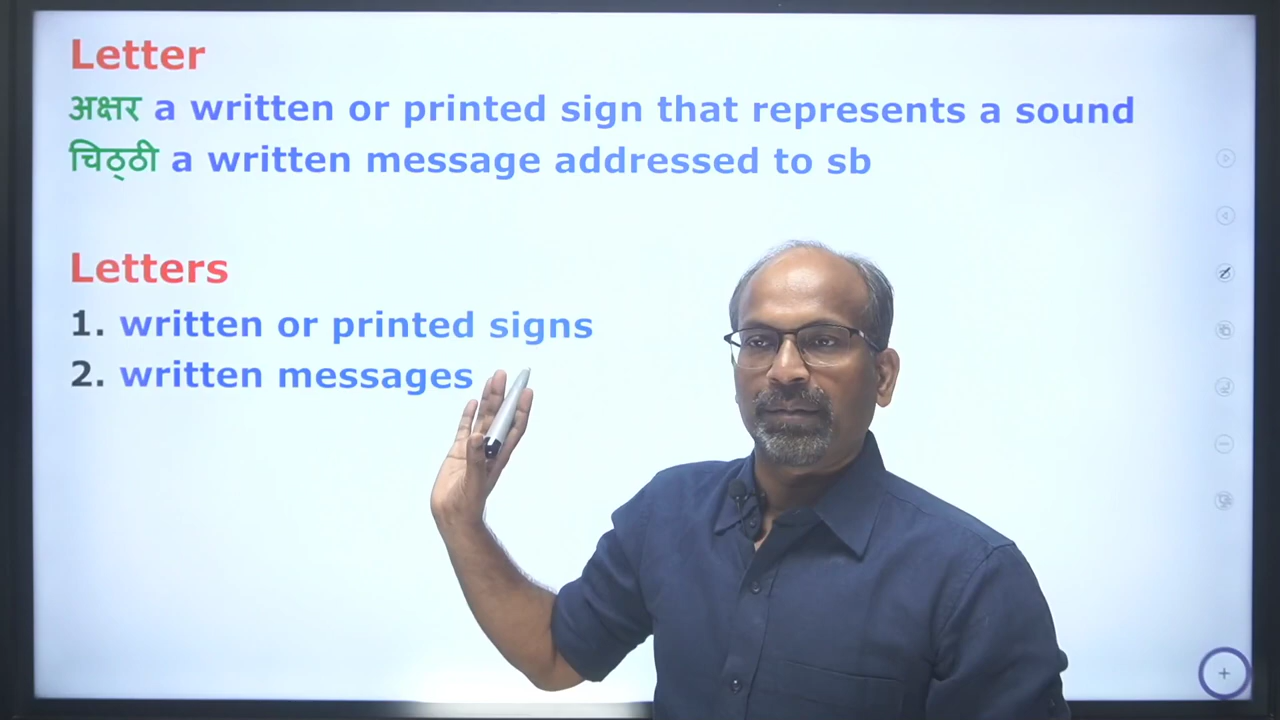 Letter
अक्षर a written or printed sign that represents a sound
चिठ्ठी a written message addressed to sb
Letters
1. written or printed signs
2. written messages